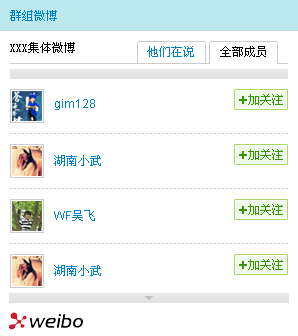 群组微博
XXX集体微博 他们在说 全部成员
gim128 +加关注
湖南小武 +加关注
WF吴飞 +加关注
湖南小武 +加关注
weibo